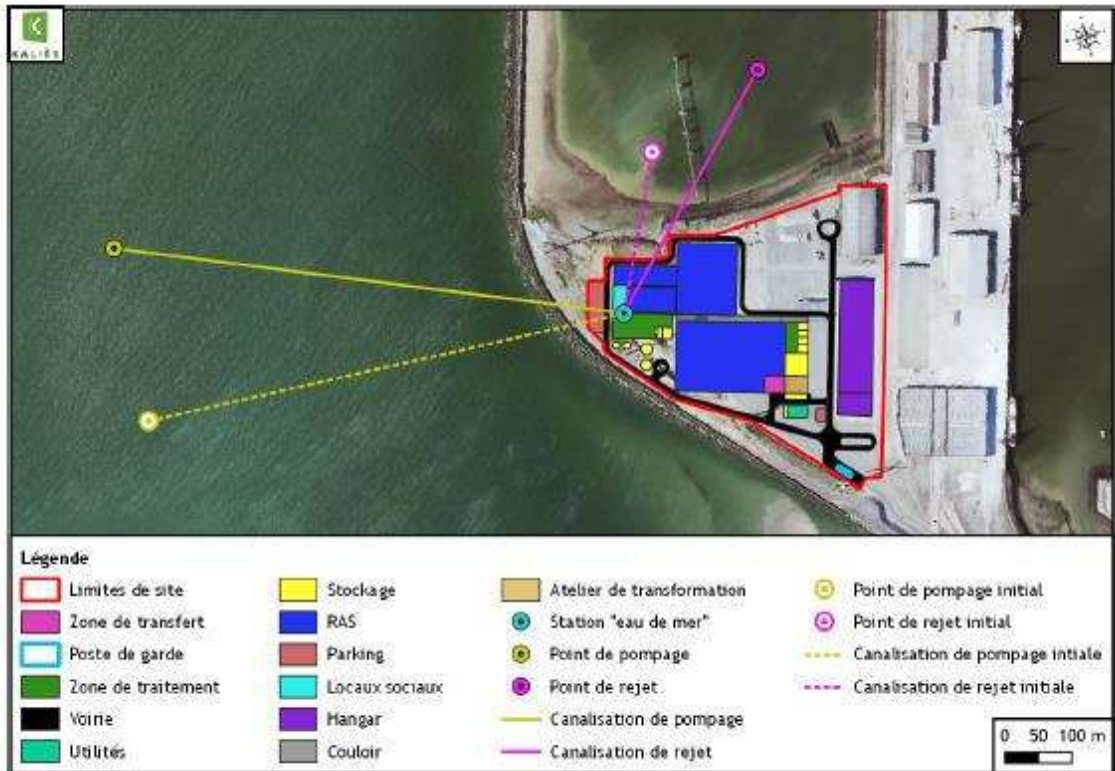 KALIÈS
Légende
Limites de site
Zone de transfert
Poste de garde
Zone de traitement
Voirie
Utilités
Stockage
RAS
Parking
Locaux sociaux
Hangar
Couloir
Atelier de transformation
Station "eau de mer"
Point de pompage
Point de rejet
Canalisation de pompage
Canalisation de rejet
Point de pompage initial
Point de rejet initial
Canalisation de pompage intiale
Canalisation de rejet initiale
0 50 100 m